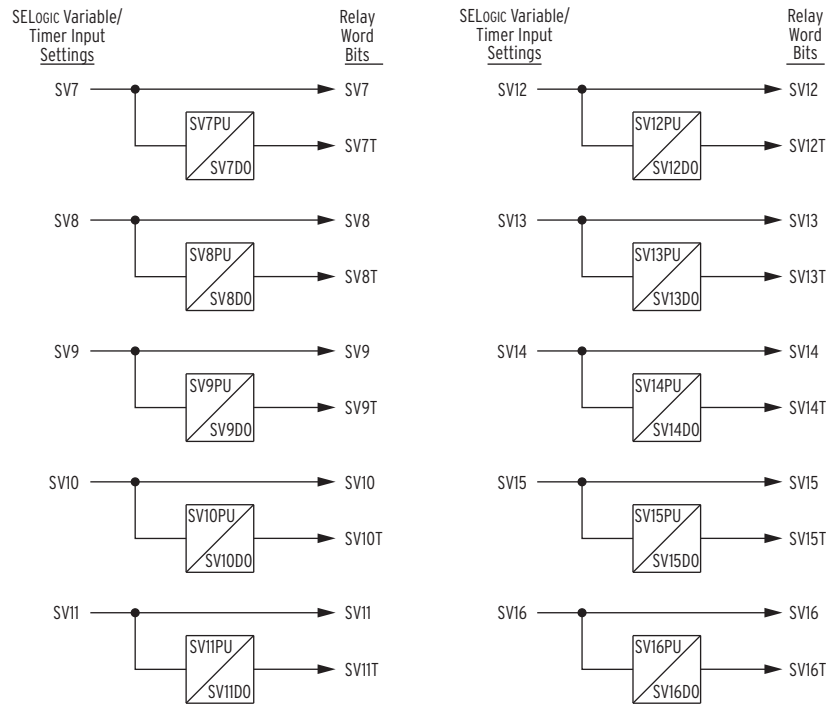 SELOGIC Variable/
Timer Input
Settings
Relay
Word
Bits
SV7
SV7
SV7PU
SV7DO
SV7T
SV8
SV8
SV8PU
SV8DO
SV8T
SV9
SV9
SV9PU
SV9DO
SV9T
SV10
SV10
SV10PU
SV10DO
SV10T
SV11
SV11
SV11PU
SV11DO
SV11T
SELOGIC Variable/
Timer Input
Settings
Relay
Word
Bits
SV12
SV12
SV12PU
SV12DO
SV12T
SV13
SV13
SV13PU
SV13DO
SV13T
SV14
SV14
SV14PU
SV14DO
SV14T
SV15
SV15
SV15PU
SV15DO
SV15T
SV16
SV16
SV16PU
SV16DO
SV16T